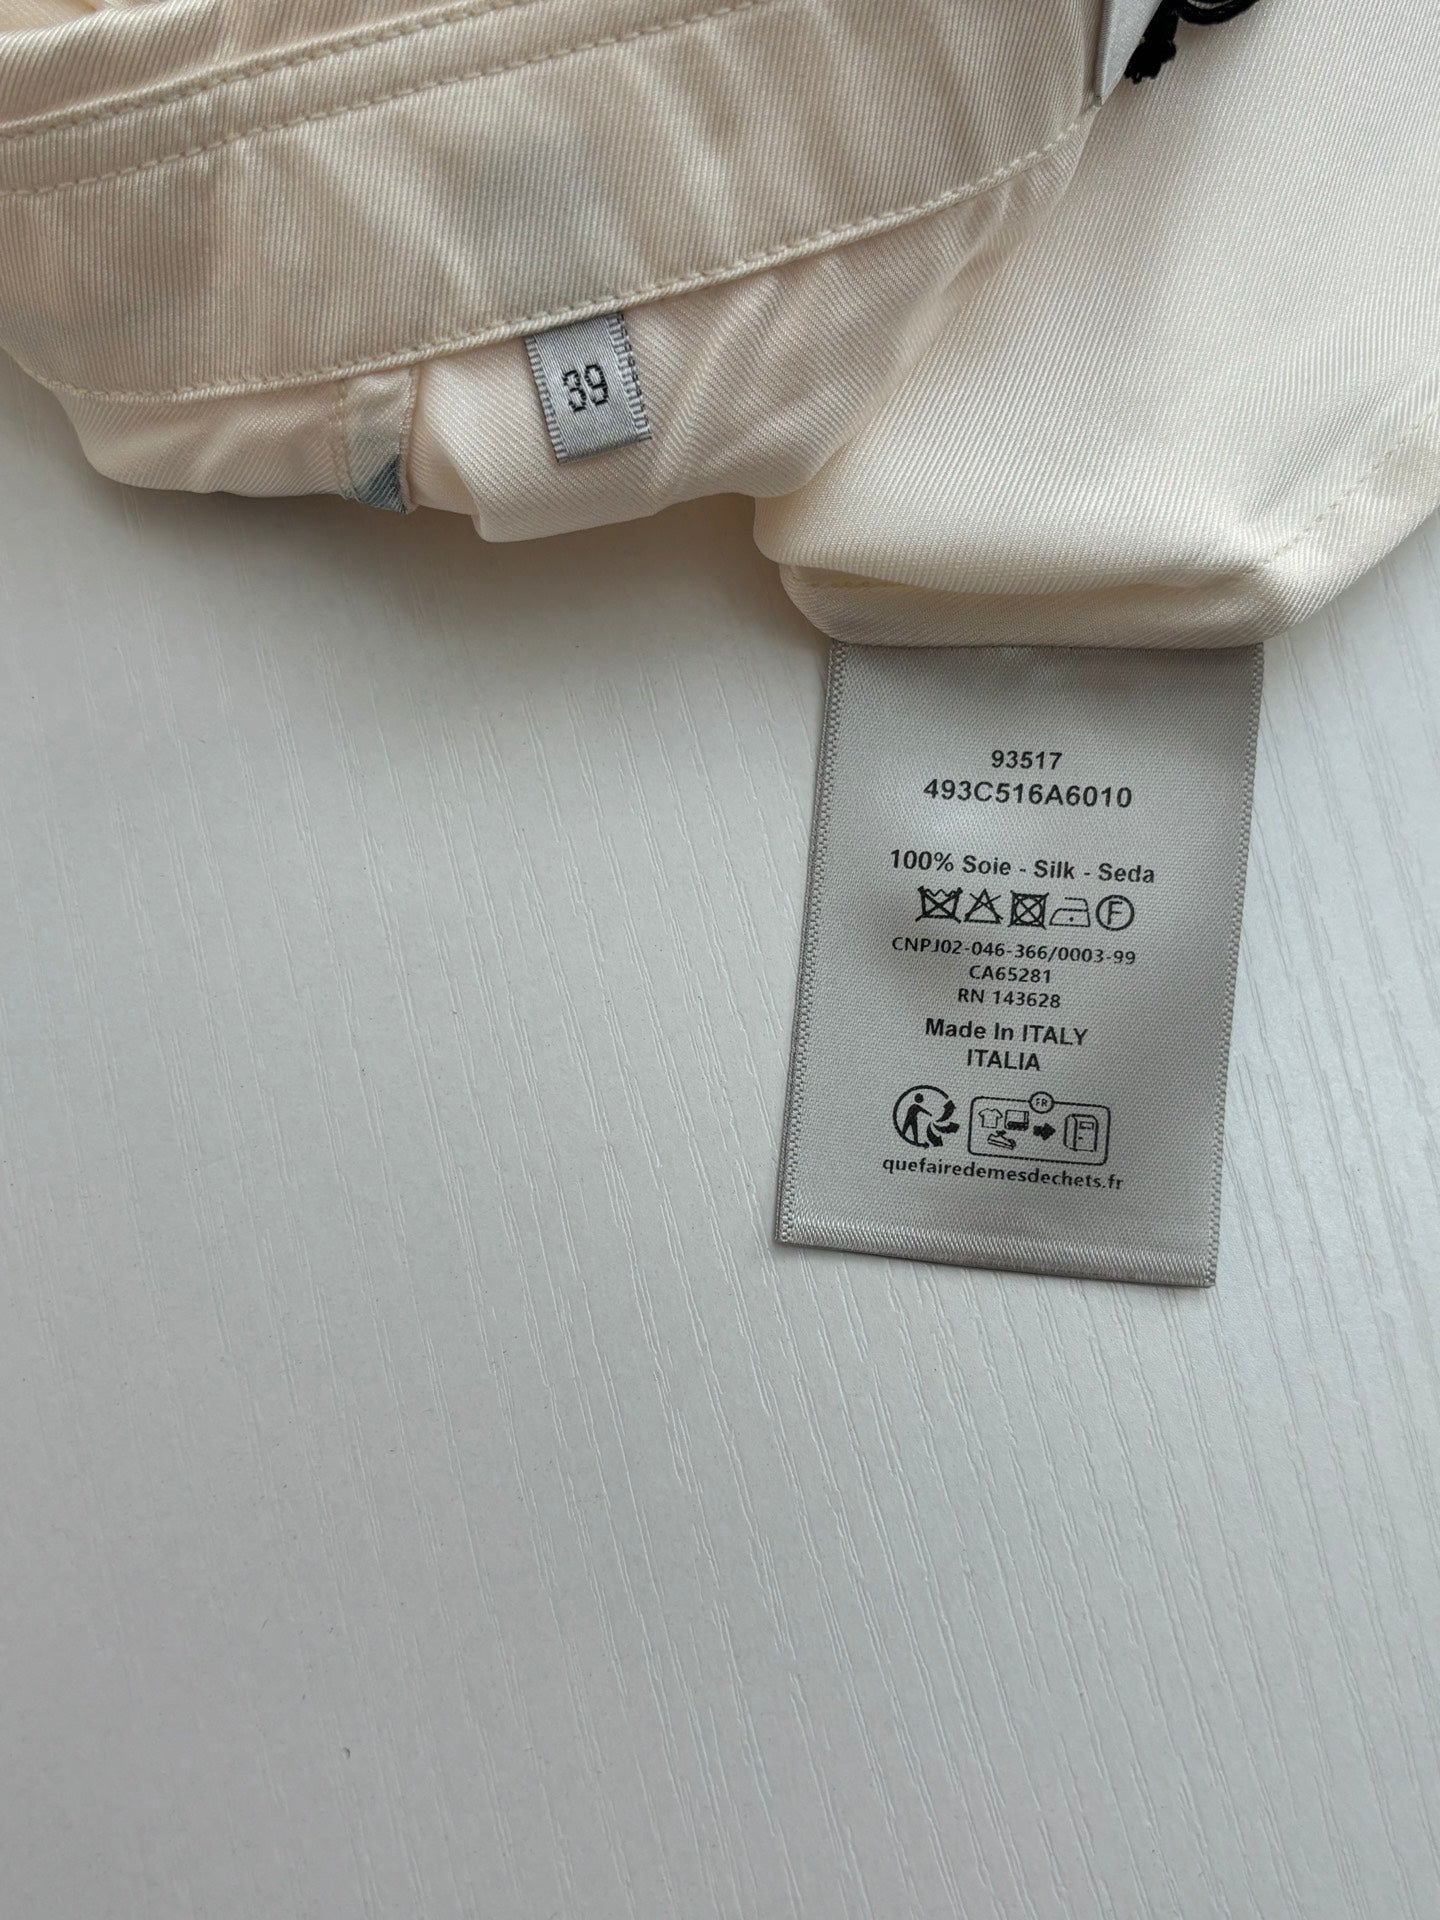 39
93517
493C516A6010
100% Soie - Silk - Seda
F
CNPJ02-046-366/0003-99
CA65281
RN 143628
Made In ITALY
ITALIA
FR
quefairedemesdechets.fr